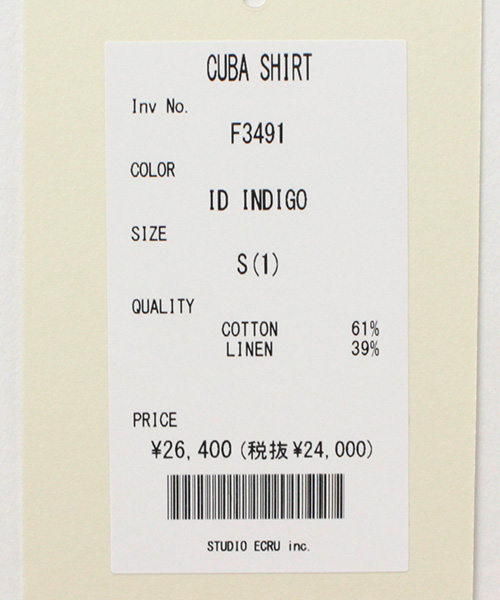 CUBA SHIRT
Inv No.
F3491
COLOR
ID INDIGO
SIZE
S(1)
QUALITY
COTTON 61%
LINEN 39%
PRICE
¥26,400(税抜¥24,000)
STUDIO ECRU inc.